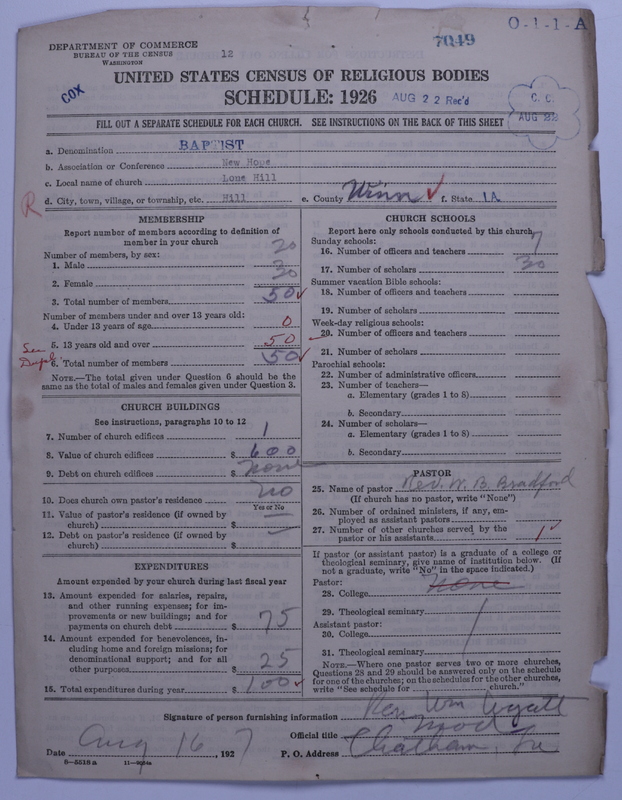 O-1-1-A
7049
DEPARTMENT OF COMMERCE
BUREAU OF THE CENSUS
WASHINGTON
12
UNITED STATES CENSUS OF RELIGIOUS BODIES
COX
SCHEDULE: 1926
AUG 22 Rec'd
C. C.
AUG 22
FILL OUT A SEPARATE SCHEDULE FOR EACH CHURCH. SEE INSTRUCTIONS ON THE BACK OF THIS SHEET
a. Denomination BAPTIST
b. Association or Conference New Hope
c. Local name of church Lone Hill
R
d. City, town, village, or township, etc. Hill e. County Winn f. State LA.
MEMBERSHIP
Report number of members according to definition of
member in your church
Number of members, by sex:
1. Male 20
2. Female 30
3. Total number of members 50
Number of members under and over 13 years old:
4. Under 13 years of age 0
5. 13 years old and over 50
6. Total number of members 50
NOTE.—The total given under Question 6 should be the
same as the total of males and females given under Question 3.
CHURCH BUILDINGS
See instructions, paragraphs 10 to 12
7. Number of church edifices 1
8. Value of church edifices $ 600
9. Debt on church edifices $ none
10. Does church own pastor's residence no
Yes or No
11. Value of pastor's residence (if owned by
church) $
12. Debt on pastor's residence (if owned by
church) $
EXPENDITURES
Amount expended by your church during last fiscal year
13. Amount expended for salaries, repairs,
and other running expenses; for im-
provements or new buildings; and for
payments on church debt $ 75
14. Amount expended for benevolences, in-
cluding home and foreign missions; for
denominational support; and for all
other purposes $ 25
15. Total expenditures during year $ 100
CHURCH SCHOOLS
Report here only schools conducted by this church
Sunday schools:
16. Number of officers and teachers 7
17. Number of scholars 30
Summer vacation Bible schools:
18. Number of officers and teachers
19. Number of scholars
Week-day religious schools:
20. Number of officers and teachers
21. Number of scholars
Parochial schools:
22. Number of administrative officers
23. Number of teachers—
a. Elementary (grades 1 to 8)
b. Secondary
24. Number of scholars—
a. Elementary (grades 1 to 8)
b. Secondary
PASTOR
25. Name of pastor Rev. W. B. Bradford
(If church has no pastor, write "None")
26. Number of ordained ministers, if any, em-
ployed as assistant pastors
27. Number of other churches served by the
pastor or his assistants 1
If pastor (or assistant pastor) is a graduate of a college or
theological seminary, give name of institution below. (If
not a graduate, write "No" in the space indicated.)
Pastor: none
28. College
29. Theological seminary
Assistant pastor:
30. College
31. Theological seminary
NOTE.—Where one pastor serves two or more churches,
Questions 28 and 29 should be answered only on the schedule
for one of the churches; on the schedules for the other churches,
write "See schedule for church."
Signature of person furnishing information Rev Wm Wyatt
Official title Mod
Date Aug 16 1927 P. O. Address Chatham, La
8-5518 a